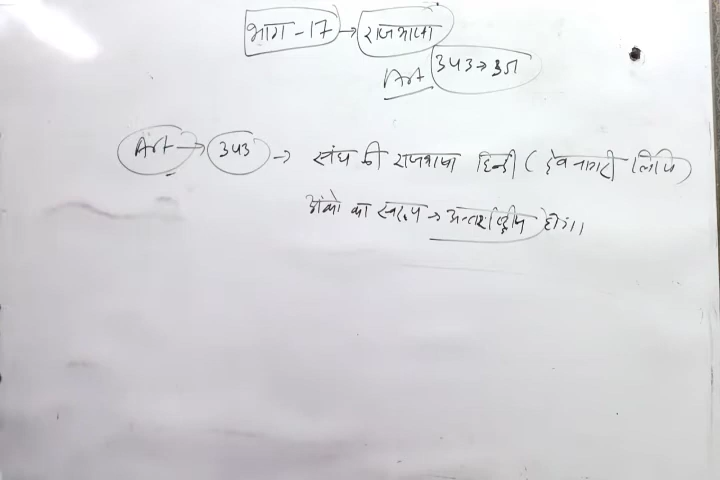 भाग - 17 → राजभाषा
Art 343 → 351
Art → 343 → संघ की राजभाषा हिन्दी ( देवनागरी लिपि )
अंको का स्वरूप → अन्तर्राष्ट्रीय होगा।